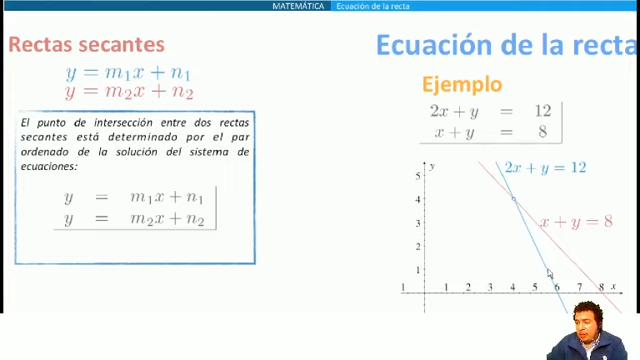 MATEMÁTICA Ecuación de la recta
Rectas secantes
y = m₁x + n₁
y = m₂x + n₂
El punto de intersección entre dos rectas
secantes está determinado por el par
ordenado de la solución del sistema de
ecuaciones:
y = m₁x + n₁
y = m₂x + n₂
Ecuación de la recta
Ejemplo
2x + y = 12
x + y = 8
y
2x + y = 12
x + y = 8
5
4
3
2
1
1 1 2 3 4 5 6 7 8 x